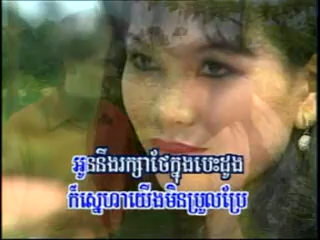 អូននឹងរក្សាថែក្នុងបេះដូង
ក៏ស្នេហាយើងមិនប្រួលប្រែ